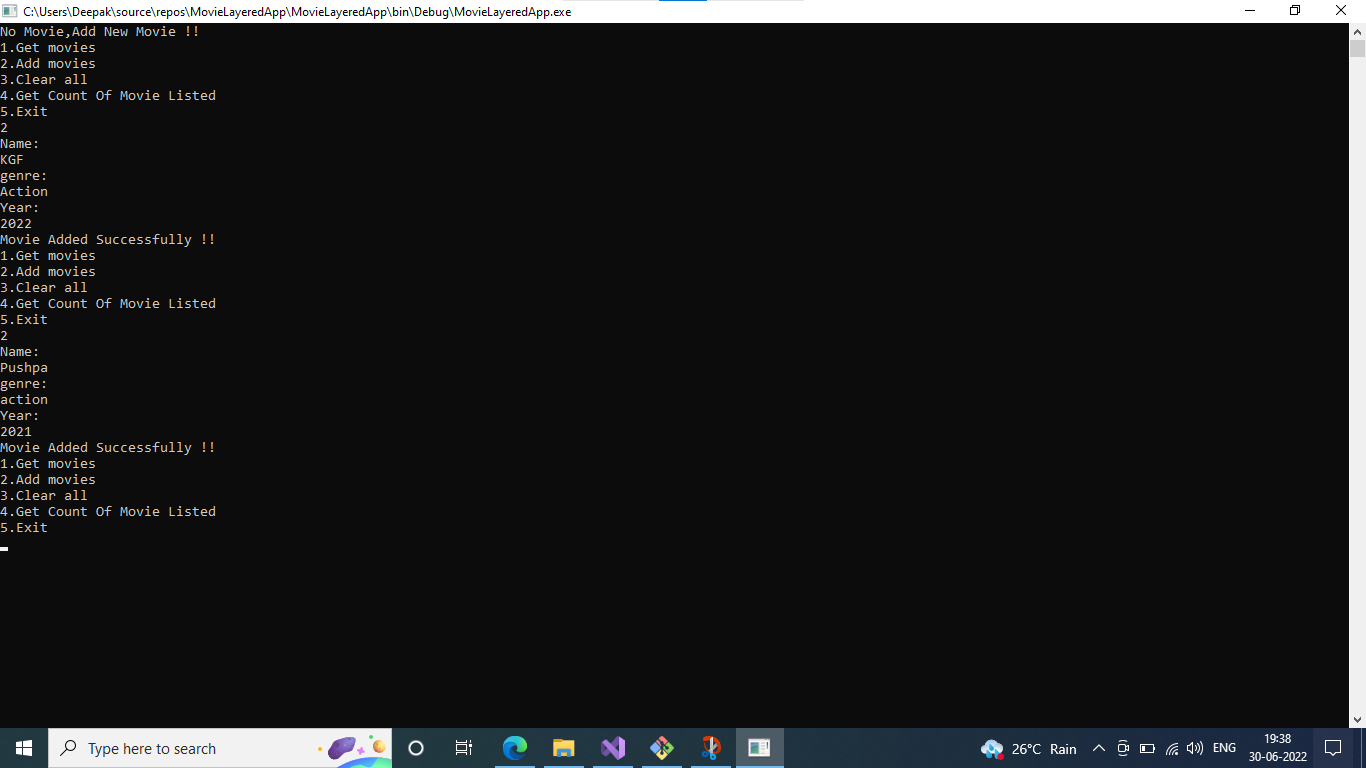 C:\Users\Deepak\source\repos\MovieLayeredApp\MovieLayeredApp\bin\Debug\MovieLayeredApp.exe
No Movie,Add New Movie !!
1.Get movies
2.Add movies
3.Clear all
4.Get Count Of Movie Listed
5.Exit
2
Name:
KGF
genre:
Action
Year:
2022
Movie Added Successfully !!
1.Get movies
2.Add movies
3.Clear all
4.Get Count Of Movie Listed
5.Exit
2
Name:
Pushpa
genre:
action
Year:
2021
Movie Added Successfully !!
1.Get movies
2.Add movies
3.Clear all
4.Get Count Of Movie Listed
5.Exit
Type here to search
26°C Rain
ENG
19:38
30-06-2022